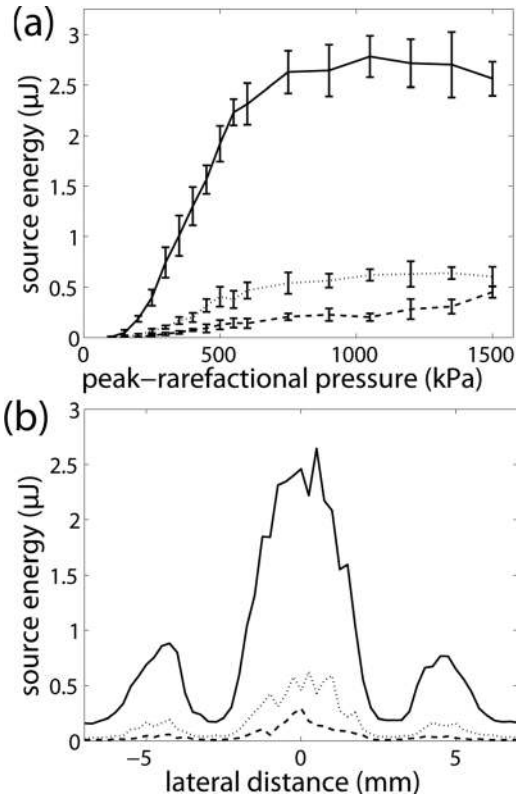 (a)
3
2.5
2
1.5
1
0.5
0
source energy (µJ)
0 500 1000 1500
peak−rarefactional pressure (kPa)
(b)
3
2.5
2
1.5
1
0.5
0
source energy (µJ)
−5 0 5
lateral distance (mm)